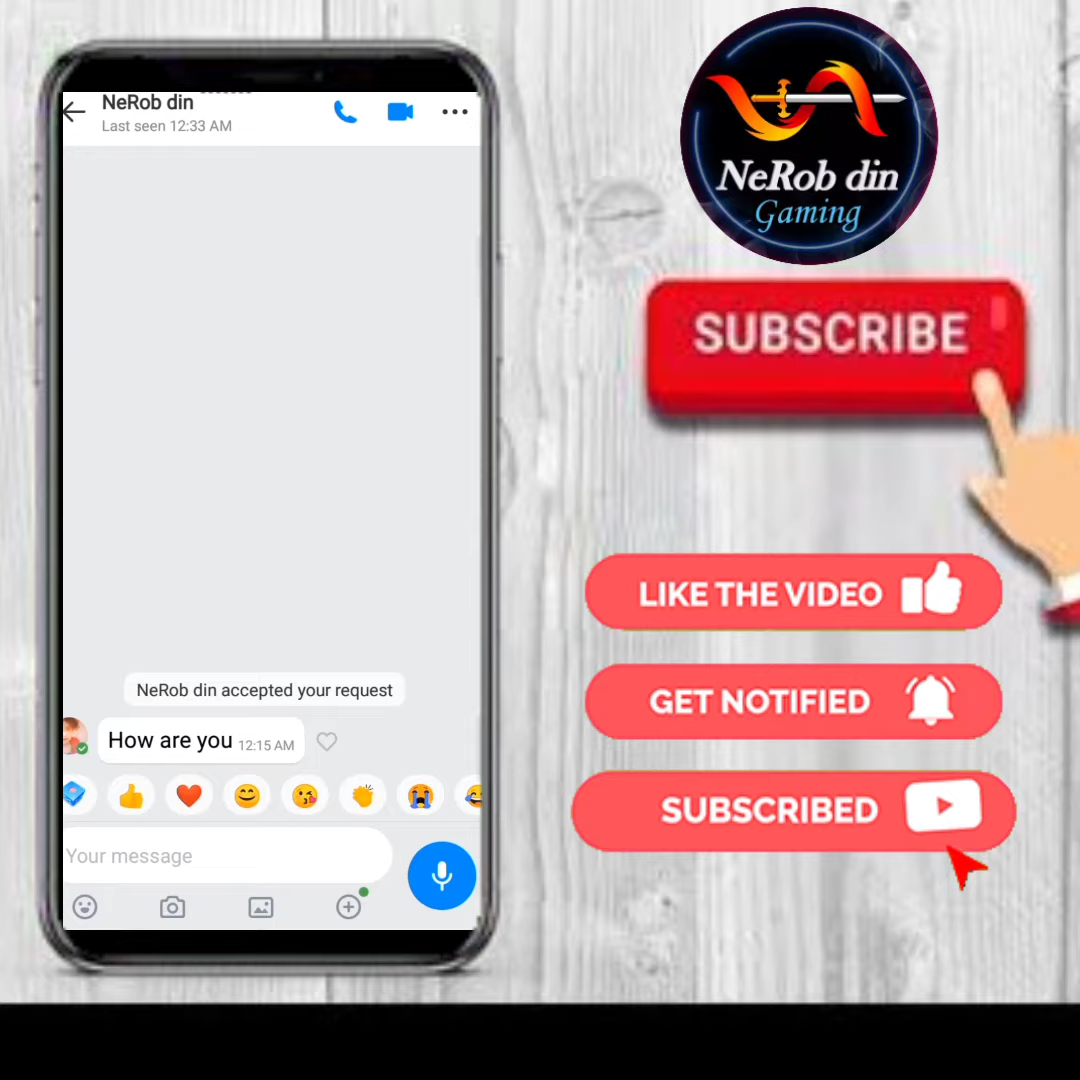 NeRob din
Last seen 12:33 AM
NeRob din accepted your request
How are you 12:15 AM
Your message
NeRob din
Gaming
SUBSCRIBE
LIKE THE VIDEO
GET NOTIFIED
SUBSCRIBED